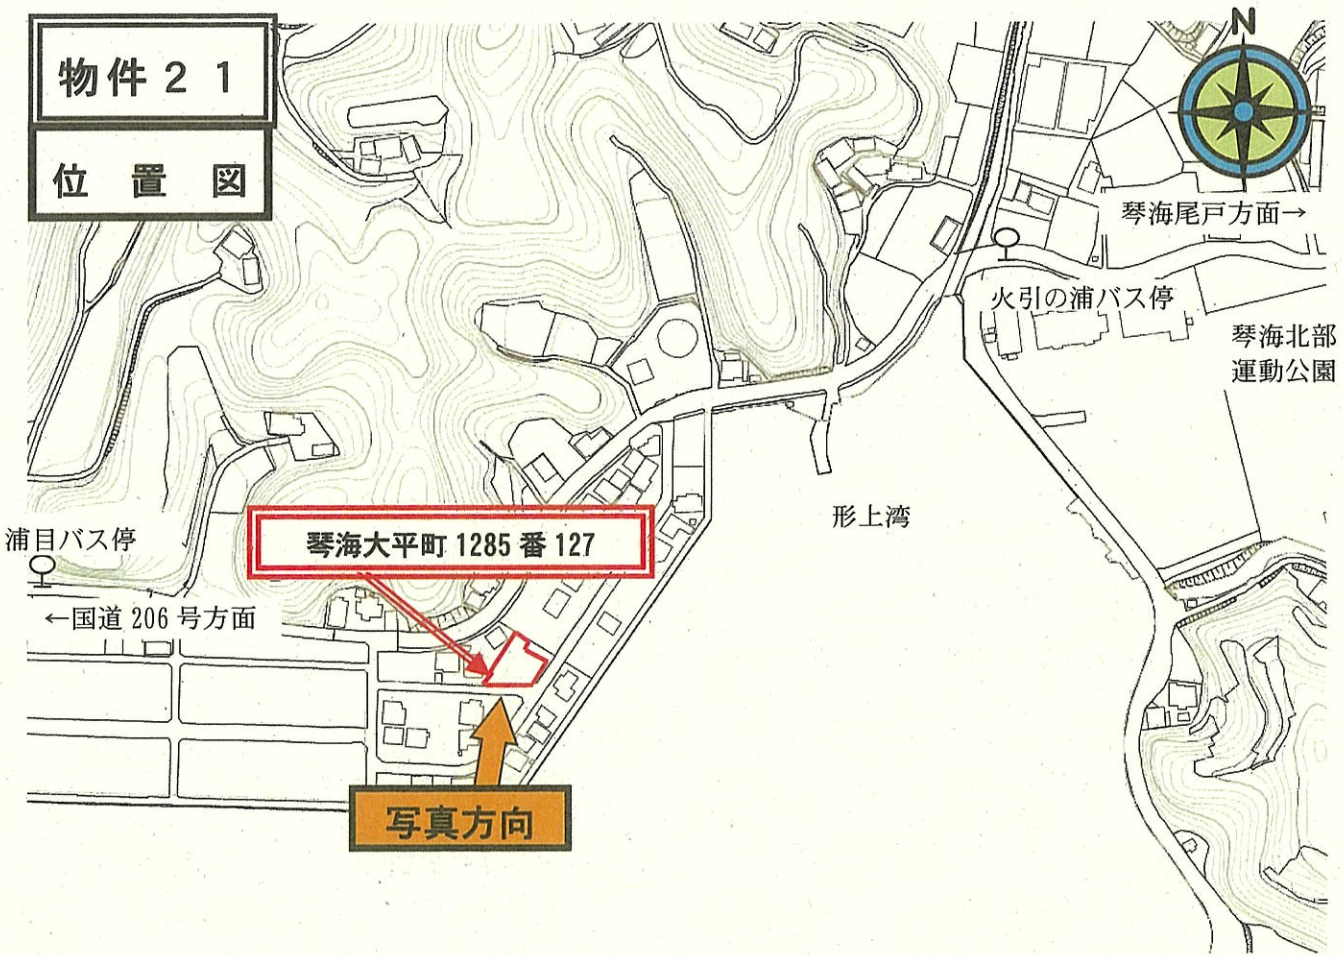 物件２１
位置図
N
琴海尾戸方面→
火引の浦バス停
琴海北部
運動公園
形上湾
浦目バス停
琴海大平町 1285 番 127
←国道 206 号方面
写真方向